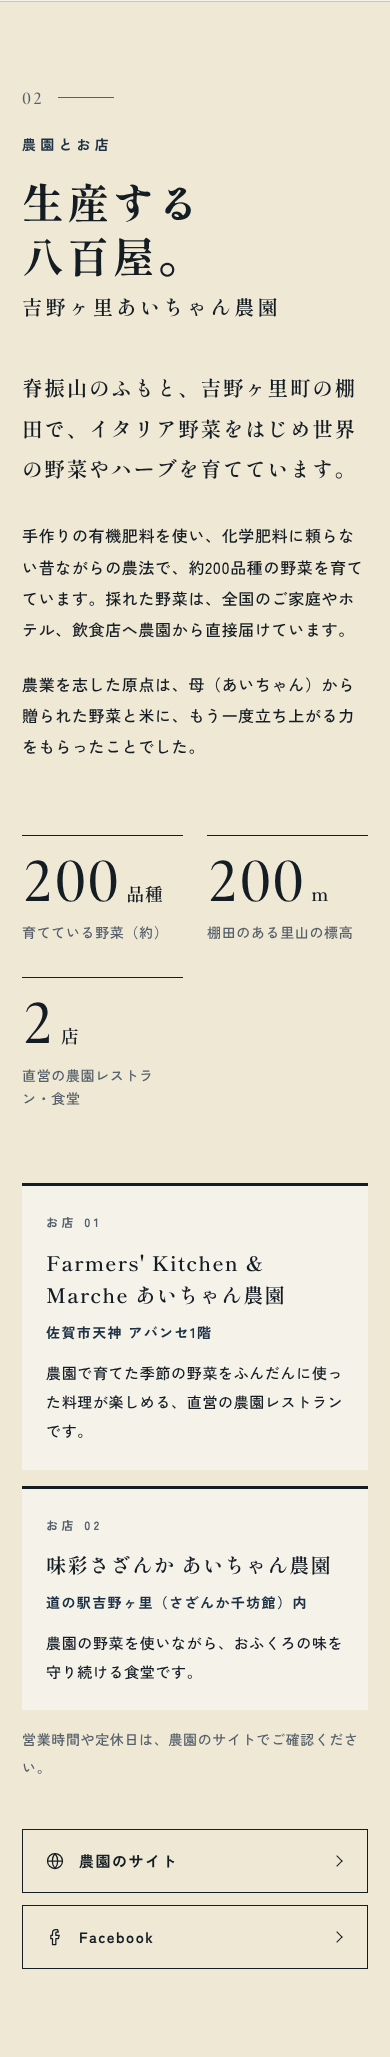 02
農園とお店
生産する
八百屋。
吉野ヶ里あいちゃん農園
脊振山のふもと、吉野ヶ里町の棚
田で、イタリア野菜をはじめ世界
の野菜やハーブを育てています。
手作りの有機肥料を使い、化学肥料に頼らな
い昔ながらの農法で、約200品種の野菜を育て
ています。採れた野菜は、全国のご家庭やホ
テル、飲食店へ農園から直接届けています。
農業を志した原点は、母（あいちゃん）から
贈られた野菜と米に、もう一度立ち上がる力
をもらったことでした。
200 品種
育てている野菜（約）
200 m
棚田のある里山の標高
2 店
直営の農園レストラ
ン・食堂
お店 01
Farmers' Kitchen &
Marche あいちゃん農園
佐賀市天神 アバンセ1階
農園で育てた季節の野菜をふんだんに使っ
た料理が楽しめる、直営の農園レストラン
です。
お店 02
味彩さざんか あいちゃん農園
道の駅吉野ヶ里（さざんか千坊館）内
農園の野菜を使いながら、おふくろの味を
守り続ける食堂です。
営業時間や定休日は、農園のサイトでご確認くださ
い。
農園のサイト
Facebook